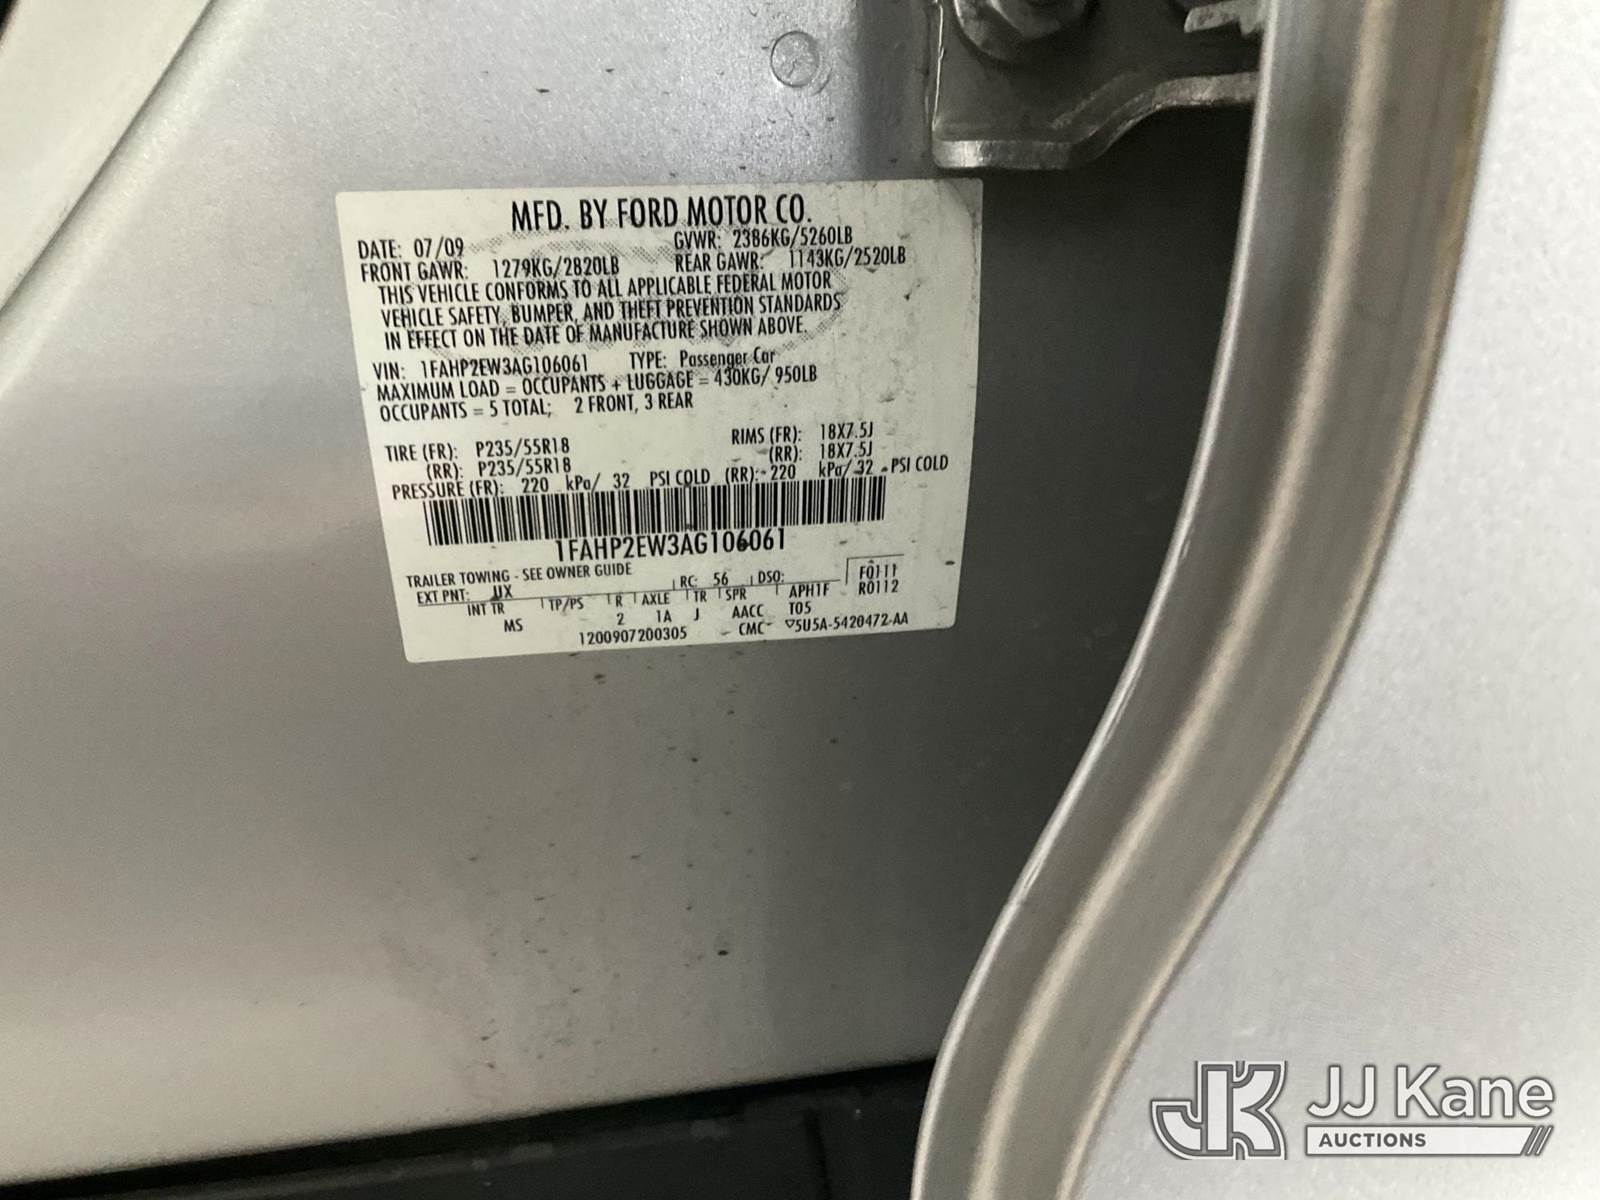 MFD. BY FORD MOTOR CO.
DATE: 07/09 GVWR: 2386KG/5260LB
FRONT GAWR: 1279KG/2820LB REAR GAWR: 1143KG/2520LB
THIS VEHICLE CONFORMS TO ALL APPLICABLE FEDERAL MOTOR
VEHICLE SAFETY, BUMPER, AND THEFT PREVENTION STANDARDS
IN EFFECT ON THE DATE OF MANUFACTURE SHOWN ABOVE.
VIN: 1FAHP2EW3AG106061 TYPE: Passenger Car
MAXIMUM LOAD = OCCUPANTS + LUGGAGE = 430KG/ 950LB
OCCUPANTS = 5 TOTAL; 2 FRONT, 3 REAR
TIRE (FR): P235/55R18 RIMS (FR): 18X7.5J
(RR): P235/55R18 (RR): 18X7.5J
PRESSURE (FR): 220 kPa/ 32 PSI COLD (RR): 220 kPa/ 32 PSI COLD
1FAHP2EW3AG106061
TRAILER TOWING - SEE OWNER GUIDE
EXT PNT: UX RC: 56 DSO: F0111
R0112
INT TR TP/PS R AXLE TR SPR APH1F
MS 2 1A J AACC T05
1200907200305 CMC ▽5U5A-5420472-AA
JK JJ Kane
AUCTIONS